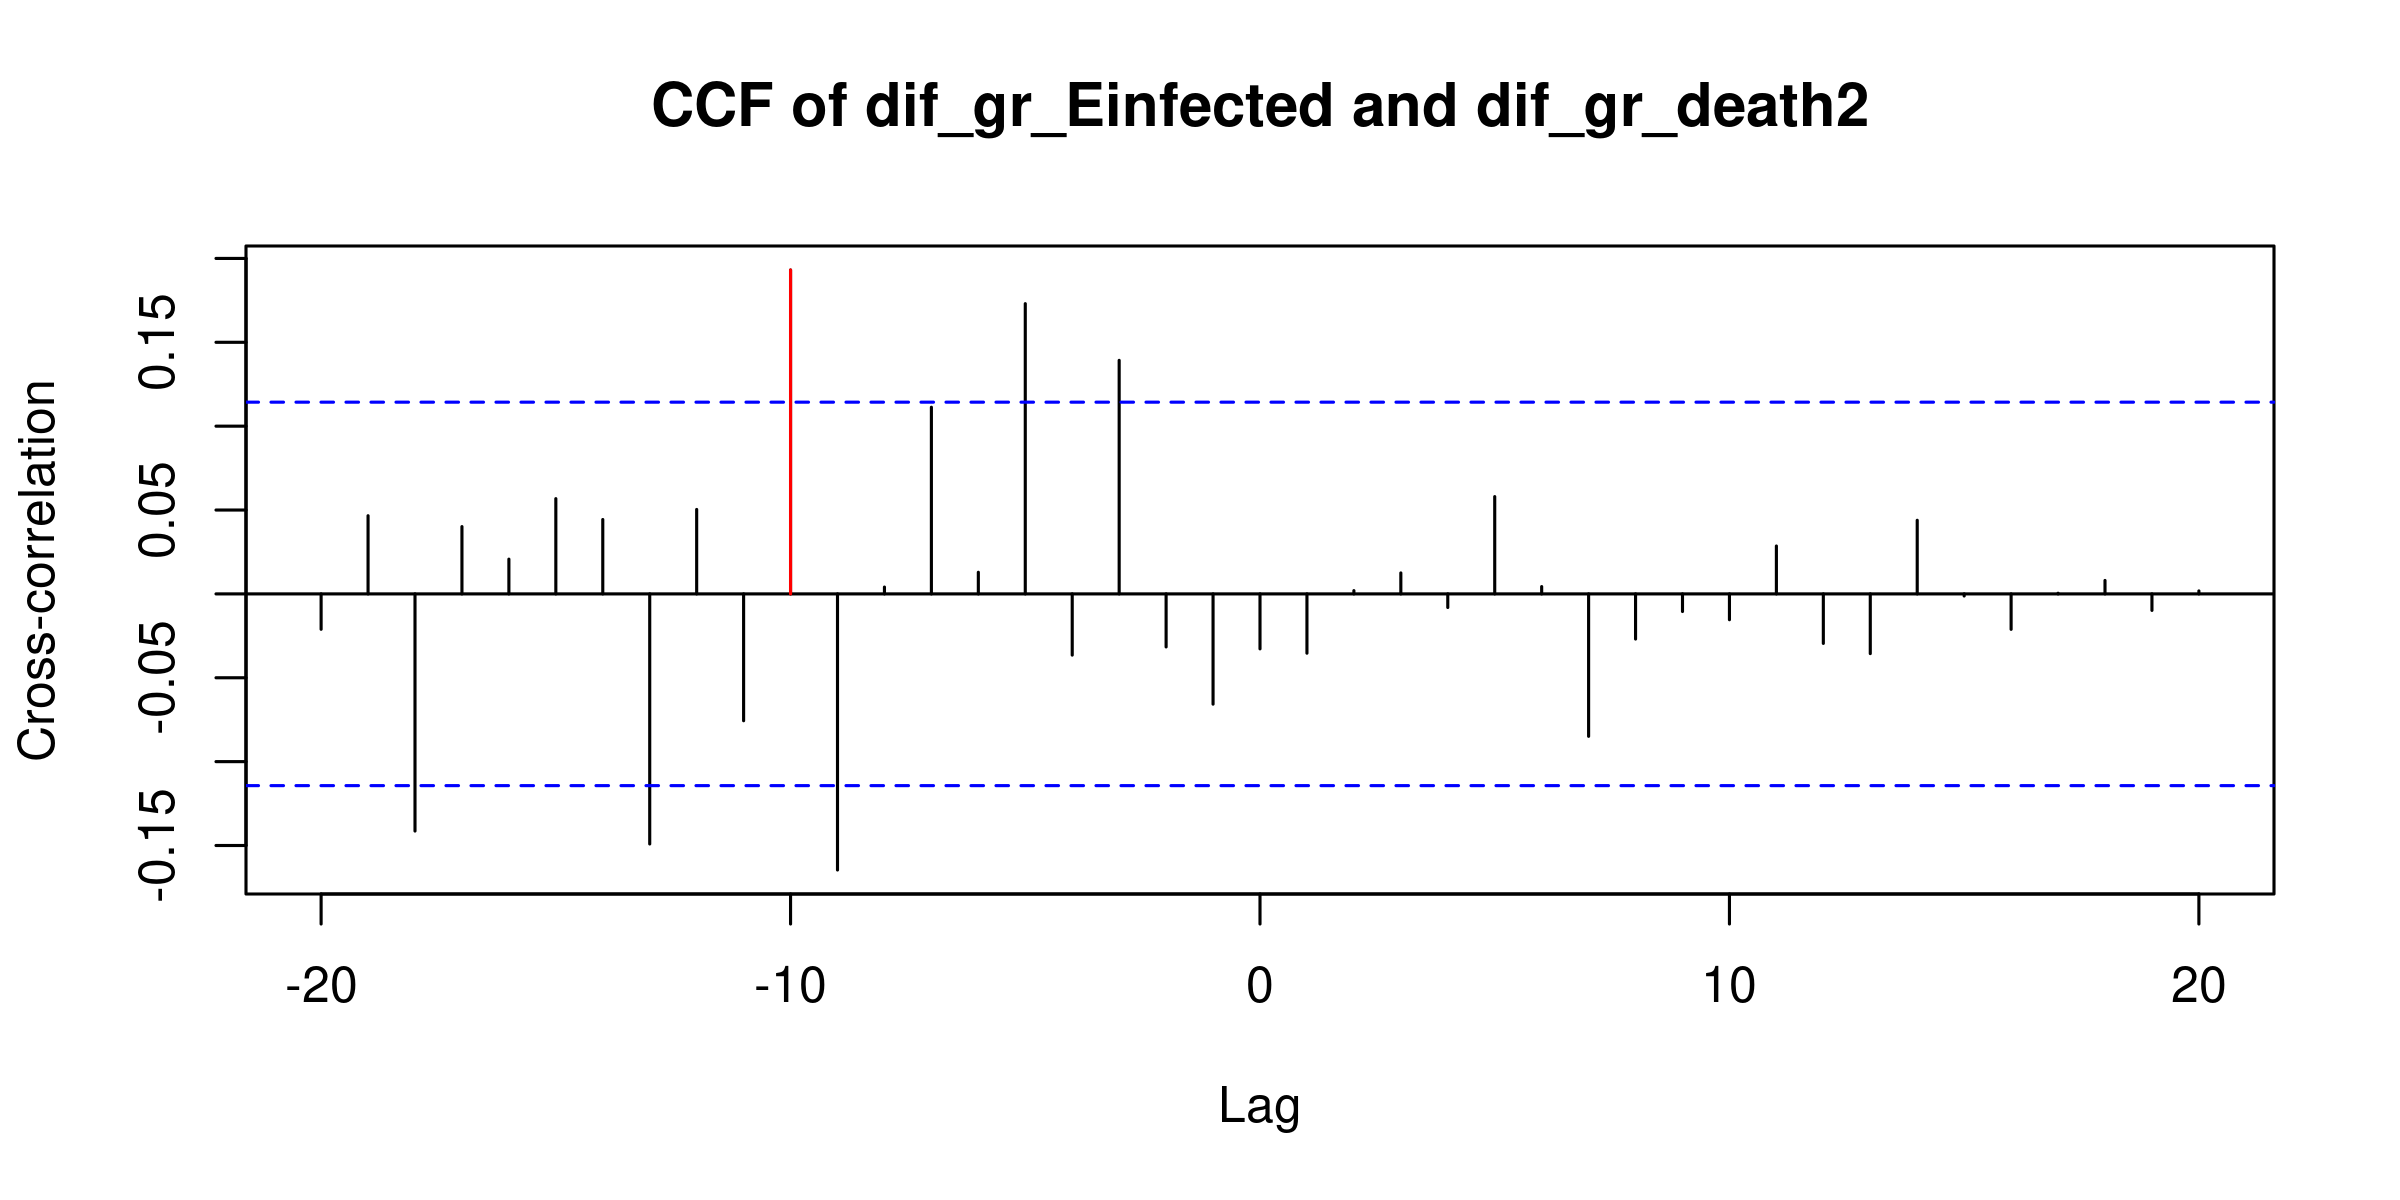 CCF of dif_gr_Einfected and dif_gr_death2
Cross-correlation
0.15
0.05
-0.05
-0.15
-20 -10 0 10 20
Lag